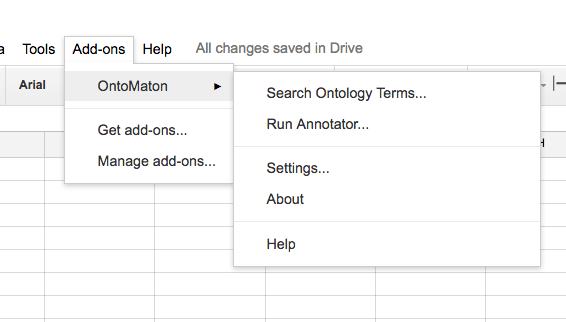 a Tools Add-ons Help All changes saved in Drive
Arial
OntoMaton ►
Search Ontology Terms...
Run Annotator...
Get add-ons...
Manage add-ons...
Settings...
About
Help
H